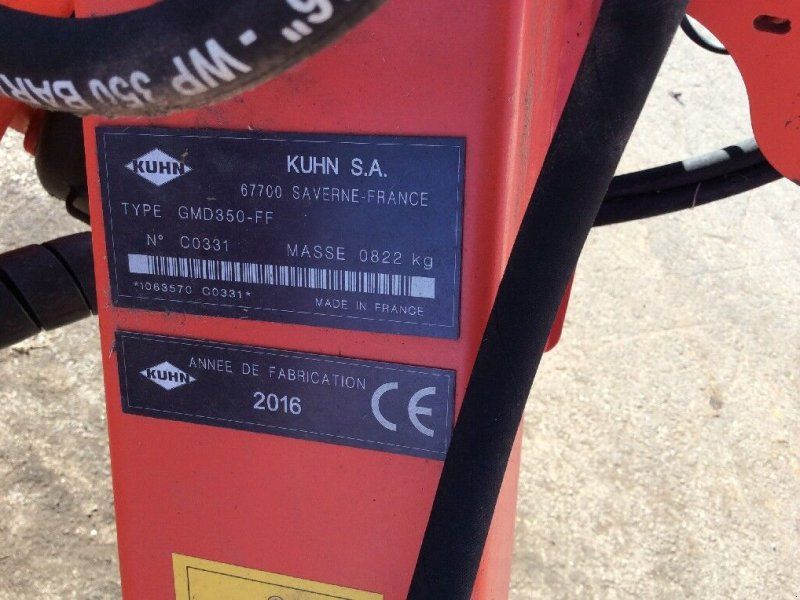 WP 350 BAR
KUHN
KUHN S.A.
67700 SAVERNE-FRANCE
TYPE GMD350-FF
N° C0331 MASSE 0822 kg
*1063570 C0331*
MADE IN FRANCE
KUHN
ANNEE DE FABRICATION
2016
CE